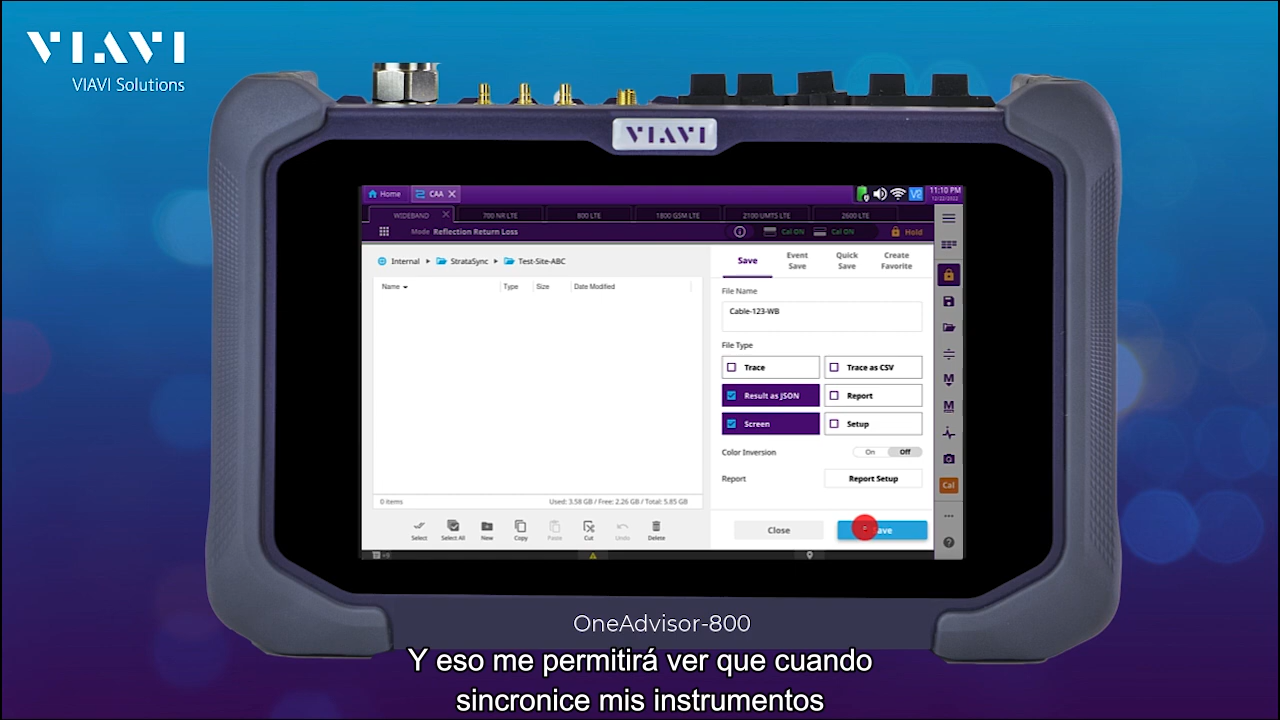 VIAVI
VIAVI Solutions
VIAVI
Home CAA
11:10 PM
12/22/2022
WIDEBAND 700 NR LTE 800 LTE 1800 GSM LTE 2100 UMTS LTE 2600 LTE
Mode Reflection Return Loss Cal ON Cal ON Hold
Internal StrataSync Test-Site-ABC
Name Type Size Date Modified
0 items Used: 3.58 GB / Free: 2.26 GB / Total: 5.85 GB
Select Select All New Copy Paste Cut Undo Delete
Save Event Save Quick Save Create Favorite
File Name
Cable-123-WB
File Type
Trace Trace as CSV
Result as JSON Report
Screen Setup
Color Inversion On Off
Report Report Setup
Close
M
M
Cal
OneAdvisor-800
Y eso me permitirá ver que cuando
sincronice mis instrumentos